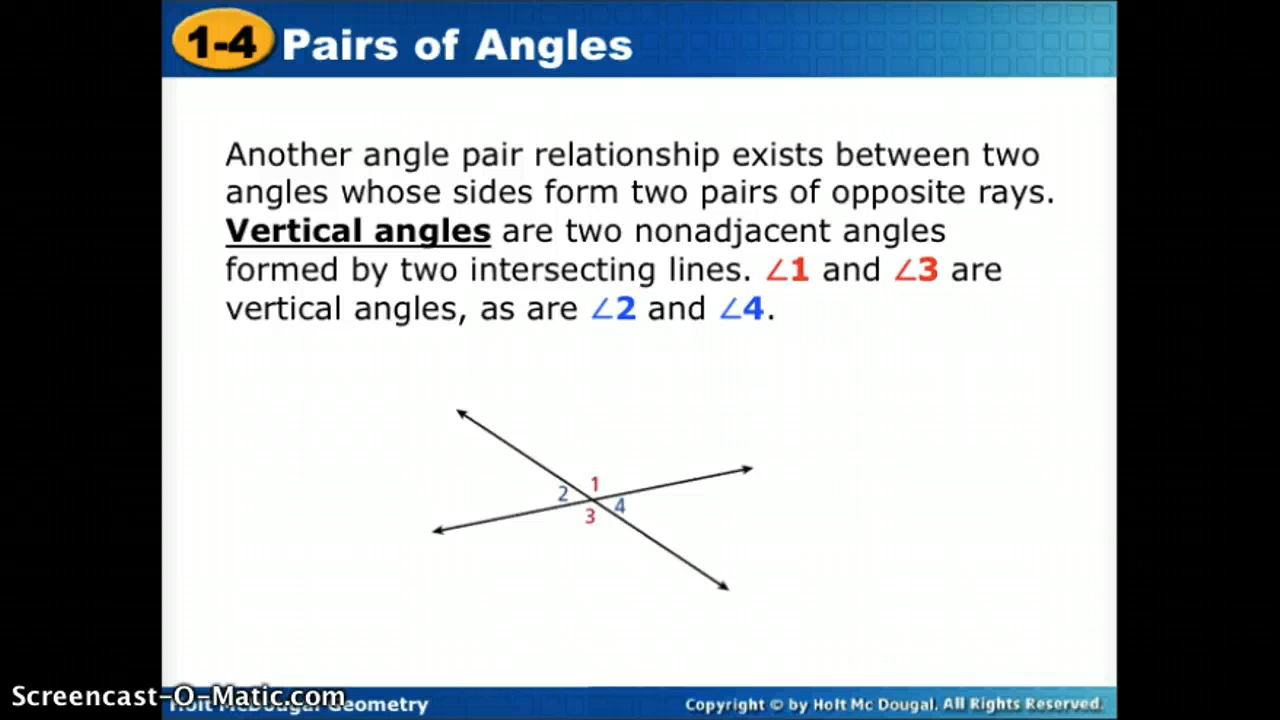 1-4 Pairs of Angles
Another angle pair relationship exists between two
angles whose sides form two pairs of opposite rays.
Vertical angles are two nonadjacent angles
formed by two intersecting lines. ∠1 and ∠3 are
vertical angles, as are ∠2 and ∠4.
1
2
4
3
Screencast-O-Matic.com
Holt McDougal Geometry
Copyright © by Holt Mc Dougal. All Rights Reserved.